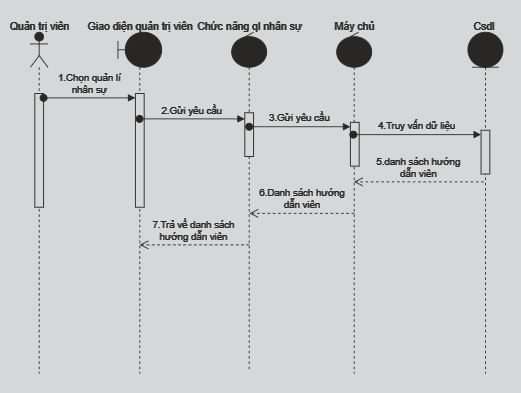 Quản trị viên
Giao diện quản trị viên
Chức năng ql nhân sự
Máy chủ
Csdl
1.Chọn quản lí
nhân sự
2.Gửi yêu cầu
3.Gửi yêu cầu
4.Truy vấn dữ liệu
5.danh sách hướng
dẫn viên
6.Danh sách hướng
dẫn viên
7.Trả về danh sách
hướng dẫn viên